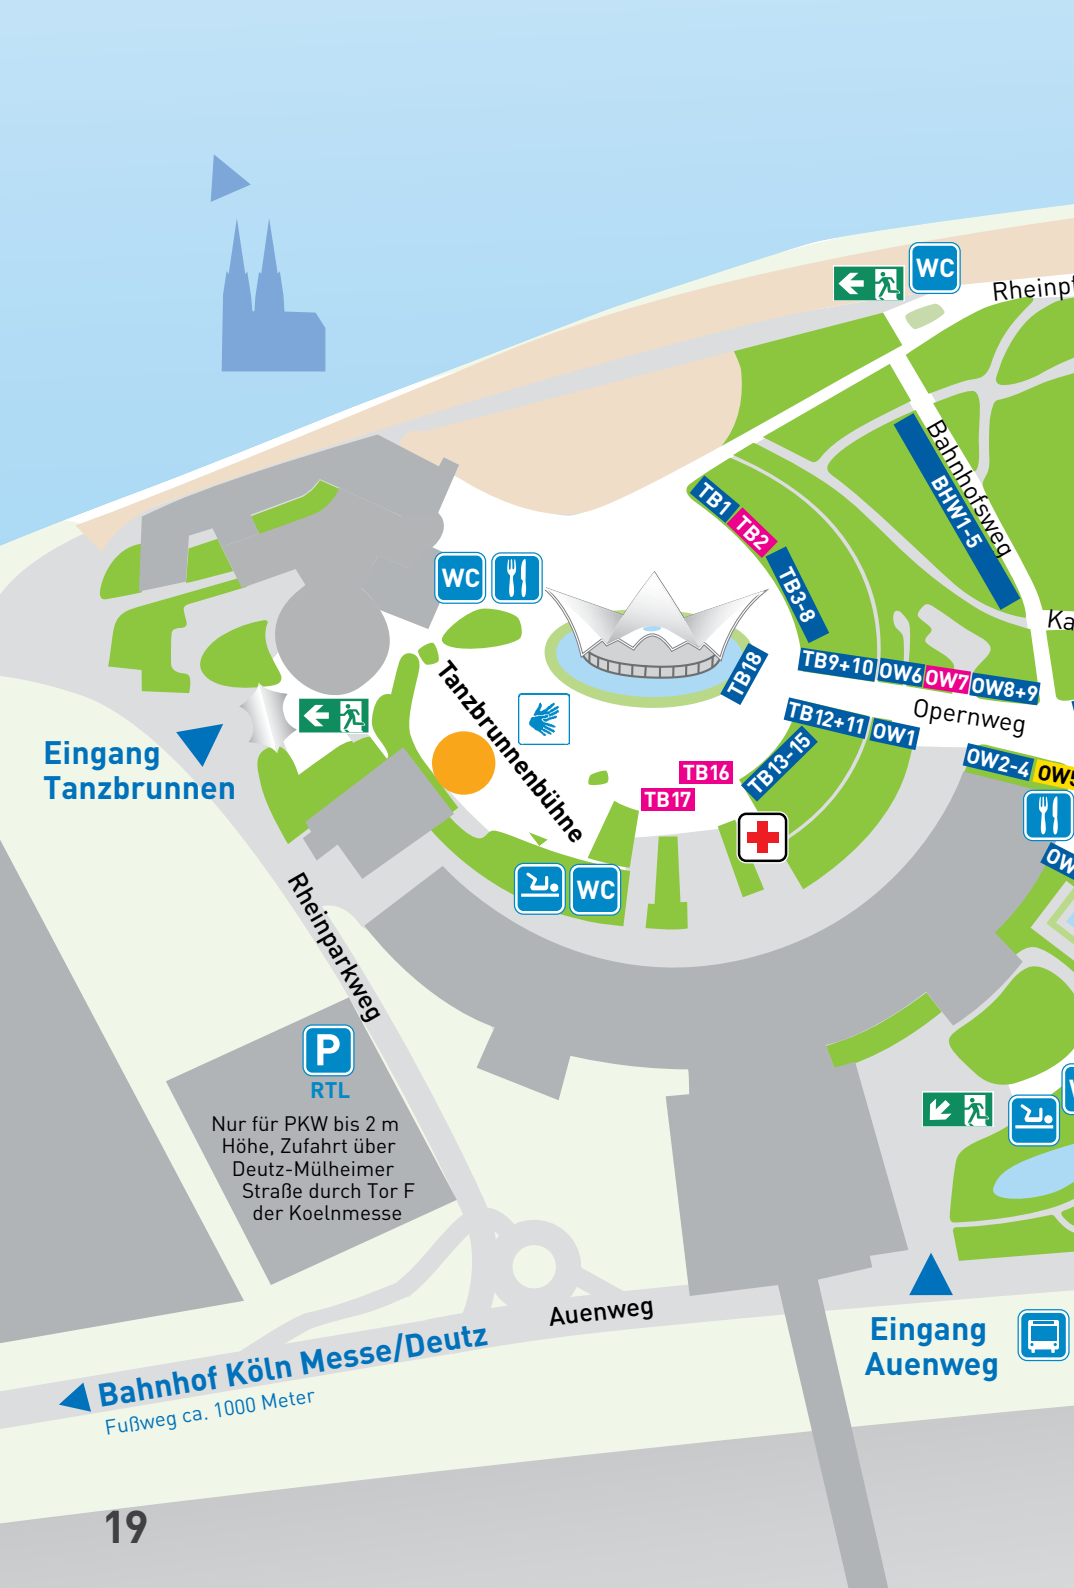 WC
Rheinpf
Bahnhofsweg
BHW1-5
TB1
TB2
TB3-8
WC
Ka
TB18
TB9+10
OW6
OW7
OW8+9
Opernweg
TB12+11
OW1
Tanzbrunnenbühne
Eingang
Tanzbrunnen
TB13-15
OW2-4
OW5
TB16
TB17
OW
WC
Rheinparkweg
P
RTL
Nur für PKW bis 2 m
Höhe, Zufahrt über
Deutz-Mülheimer
Straße durch Tor F
der Koelnmesse
Auenweg
Eingang
Auenweg
Bahnhof Köln Messe/Deutz
Fußweg ca. 1000 Meter
19